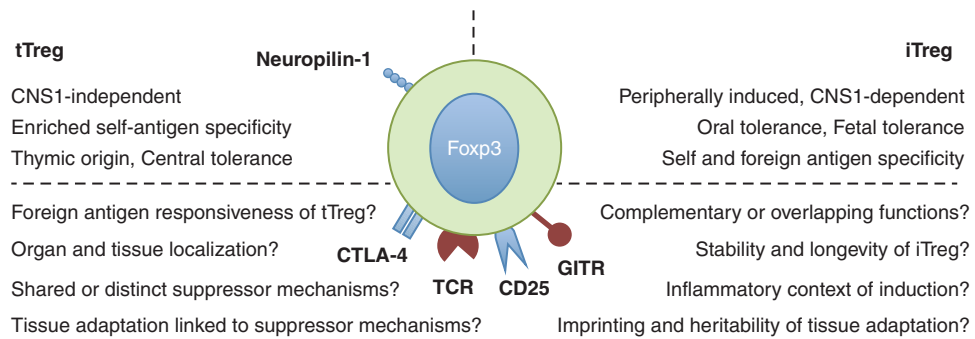 tTreg
Neuropilin-1
iTreg
CNS1-independent
Enriched self-antigen specificity
Thymic origin, Central tolerance
Foxp3
Peripherally induced, CNS1-dependent
Oral tolerance, Fetal tolerance
Self and foreign antigen specificity
Foreign antigen responsiveness of tTreg?
Organ and tissue localization?
Shared or distinct suppressor mechanisms?
Tissue adaptation linked to suppressor mechanisms?
CTLA-4
TCR
CD25
GITR
Complementary or overlapping functions?
Stability and longevity of iTreg?
Inflammatory context of induction?
Imprinting and heritability of tissue adaptation?